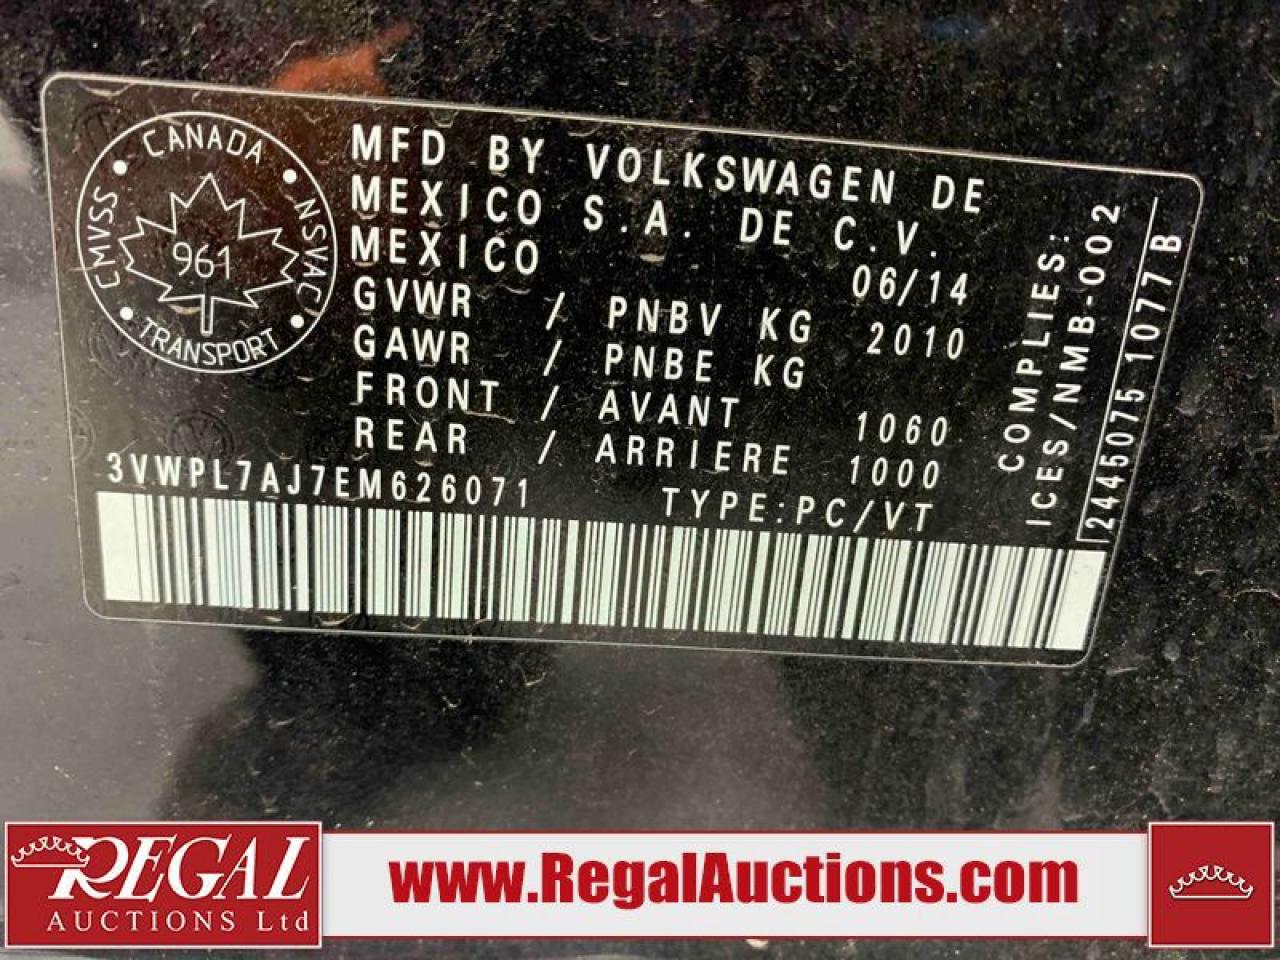 CANADA
CMVSS
NSVAC
961
TRANSPORT
MFD BY VOLKSWAGEN DE
MEXICO S.A. DE C.V.
MEXICO 06/14
GVWR / PNBV KG 2010
GAWR / PNBE KG
FRONT / AVANT 1060
REAR / ARRIERE 1000
3VWPL7AJ7EM626071 TYPE:PC/VT
COMPLIES:
ICES/NMB-002
2445075 1077B
REGAL
AUCTIONS Ltd
www.RegalAuctions.com